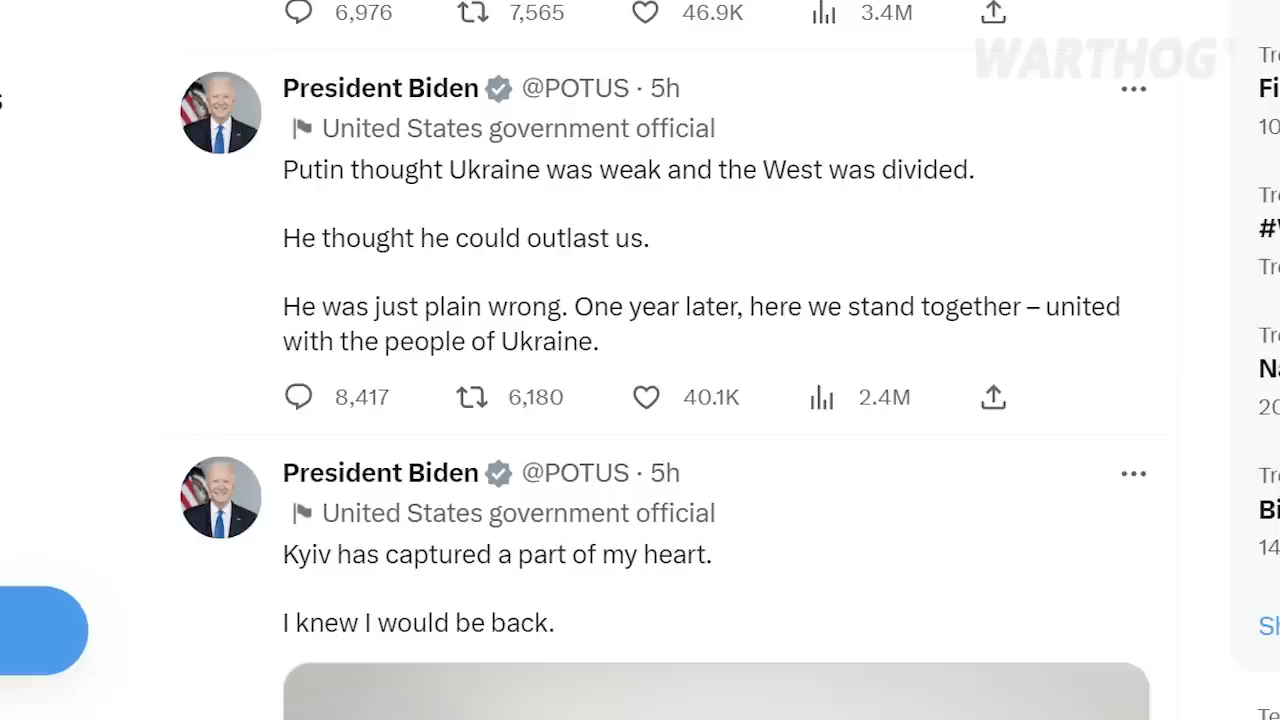 6,976 7,565 46.9K 3.4M
WARTHOG
President Biden @POTUS · 5h
United States government official
Putin thought Ukraine was weak and the West was divided.
He thought he could outlast us.
He was just plain wrong. One year later, here we stand together – united
with the people of Ukraine.
8,417 6,180 40.1K 2.4M
President Biden @POTUS · 5h
United States government official
Kyiv has captured a part of my heart.
I knew I would be back.